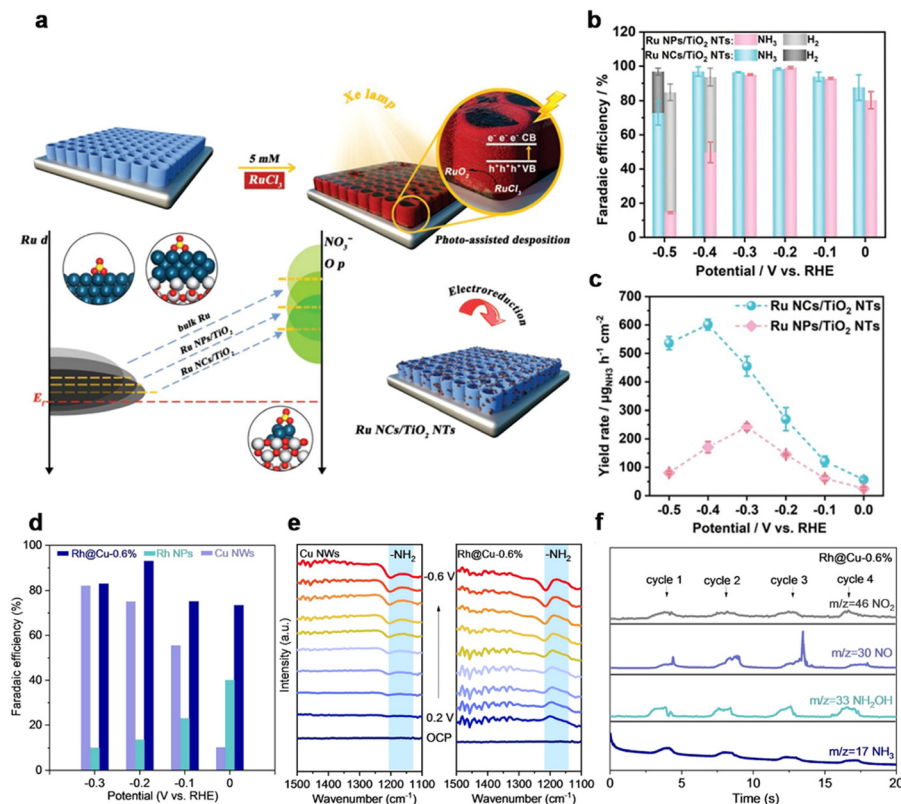 a
5 mM
RuCl₃
Xe lamp
e⁻ e⁻ e⁻ CB
h⁺h⁺h⁺VB
RuO₂
RuCl₃
Photo-assisted desposition
Ru d
NO₃⁻
O p
bulk Ru
Ru NPs/TiO₂
Ru NCs/TiO₂
E_f
Electroreduction
Ru NCs/TiO₂ NTs
b
Ru NPs/TiO₂ NTs: NH₃ H₂
Ru NCs/TiO₂ NTs: NH₃ H₂
Faradaic efficiency / %
100
80
60
40
20
0
-0.5 -0.4 -0.3 -0.2 -0.1 0
Potential / V vs. RHE
c
Ru NCs/TiO₂ NTs
Ru NPs/TiO₂ NTs
Yield rate / μg_NH3 h⁻¹ cm⁻²
700
600
500
400
300
200
100
0
-0.5 -0.4 -0.3 -0.2 -0.1 0
Potential / V vs. RHE
d
Rh@Cu-0.6% Rh NPs Cu NWs
Faradaic efficiency (%)
100
80
60
40
20
0
-0.3 -0.2 -0.1 0
Potential (V vs. RHE)
e
Cu NWs -NH₂
Rh@Cu-0.6% -NH₂
Intensity (a.u.)
-0.6 V
0.2 V
OCP
1500 1400 1300 1200 1100
Wavenumber (cm⁻¹)
1500 1400 1300 1200 1100
Wavenumber (cm⁻¹)
f
Rh@Cu-0.6%
cycle 1 cycle 2 cycle 3 cycle 4
m/z=46 NO₂
m/z=30 NO
m/z=33 NH₂OH
m/z=17 NH₃
0 5 10 15 20
Time (s)